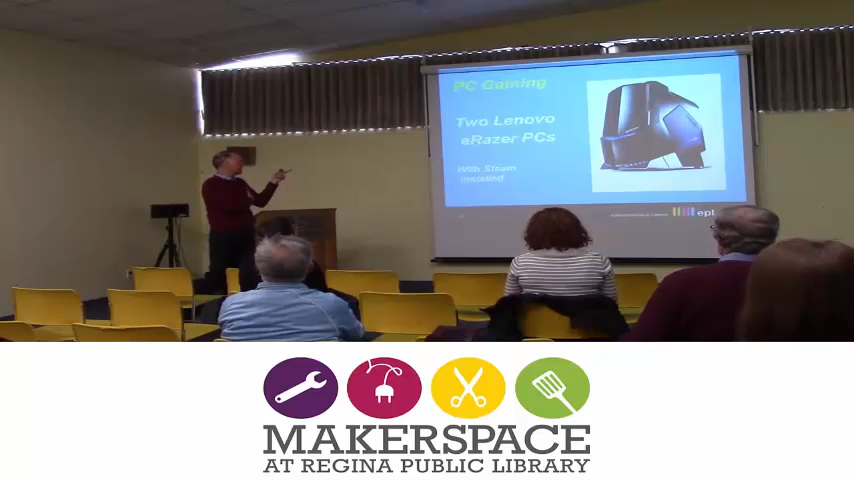 PC Gaming
Two Lenovo
eRazer PCs
With Steam
installed
epl
MAKERSPACE
AT REGINA PUBLIC LIBRARY